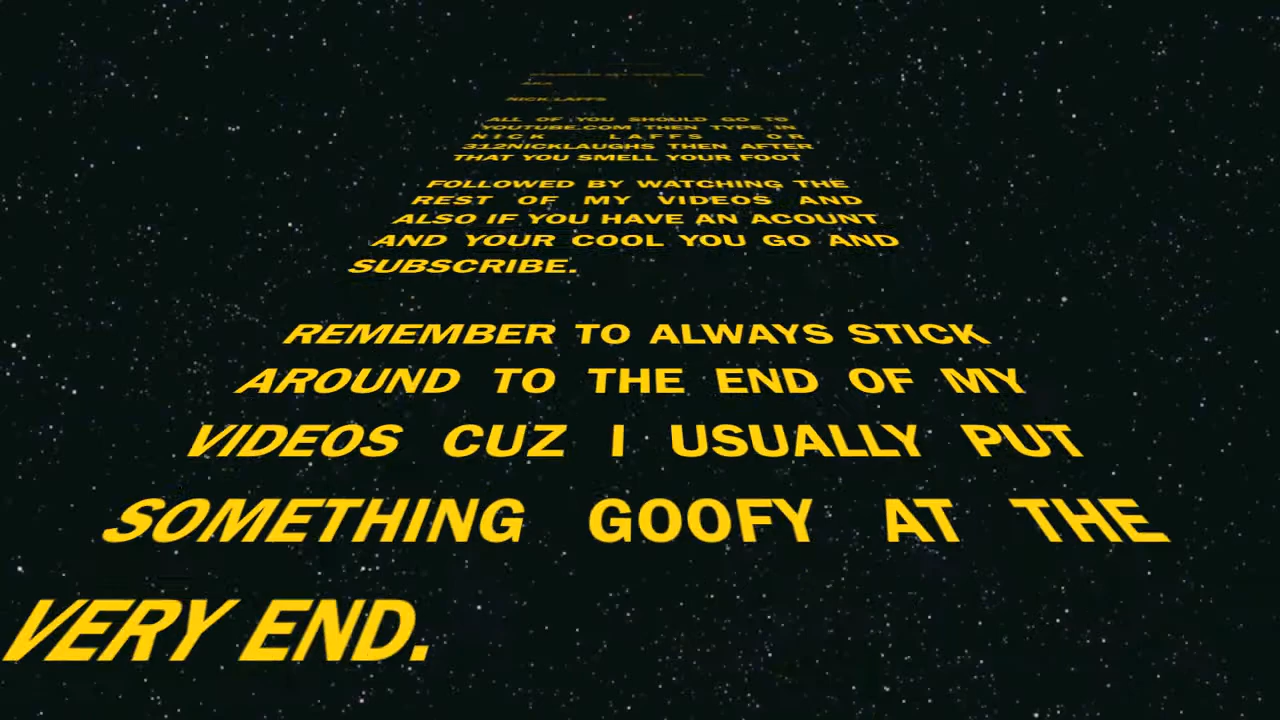 NICK LAFFS
ALL OF YOU SHOULD GO TO
YOUTUBE.COM THEN TYPE IN
NICK LAFFS OR
312NICKLAUGHS THEN AFTER
THAT YOU SMELL YOUR FOOT
FOLLOWED BY WATCHING THE
REST OF MY VIDEOS AND
ALSO IF YOU HAVE AN ACOUNT
AND YOUR COOL YOU GO AND
SUBSCRIBE.
REMEMBER TO ALWAYS STICK
AROUND TO THE END OF MY
VIDEOS CUZ I USUALLY PUT
SOMETHING GOOFY AT THE
VERY END.